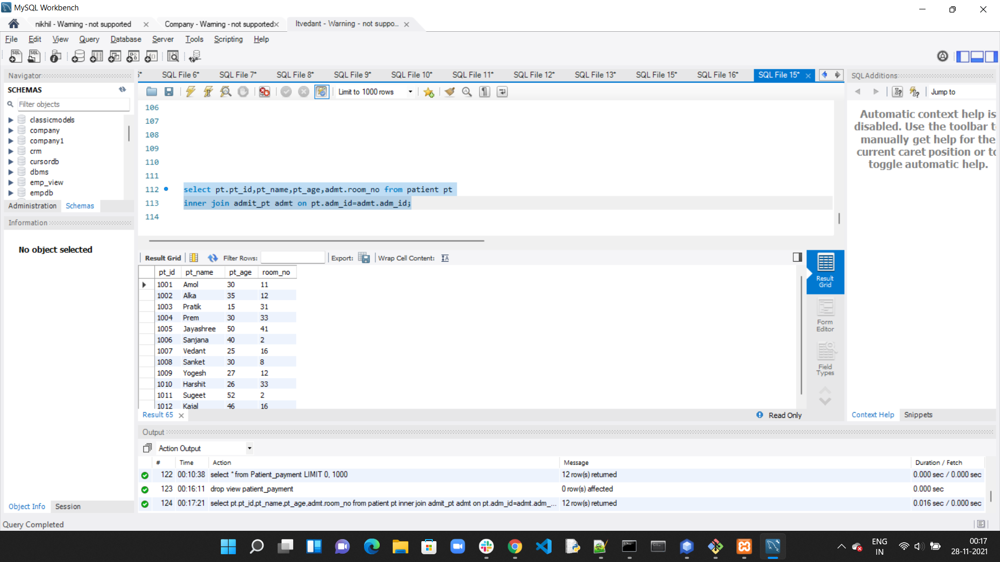 MySQL Workbench
nikhil - Warning - not supported
Company - Warning - not supported
Itvedant - Warning - not suppo...
File Edit View Query Database Server Tools Scripting Help
Navigator
SCHEMAS
Filter objects
classicmodels
company
company1
crm
cursordb
dbms
emp_view
empdb
Administration Schemas
Information
No object selected
Object Info Session
SQL File 6* SQL File 7* SQL File 8* SQL File 9* SQL File 10* SQL File 11* SQL File 12* SQL File 13* SQL File 15* SQL File 16* SQL File 15*
Limit to 1000 rows
106
107
108
109
110
111
112 select pt.pt_id,pt_name,pt_age,admt.room_no from patient pt
113 inner join admit_pt admt on pt.adm_id=admt.adm_id;
114
Result Grid Filter Rows: Export: Wrap Cell Content:
pt_id pt_name pt_age room_no
1001 Amol 30 11
1002 Alka 35 12
1003 Pratik 15 31
1004 Prem 30 33
1005 Jayashree 50 41
1006 Sanjana 40 2
1007 Vedant 25 16
1008 Sanket 30 8
1009 Yogesh 27 12
1010 Harshit 26 33
1011 Sugeet 52 2
1012 Kajal 46 16
Result Grid
Form Editor
Field Types
Result 65
Read Only
SQLAdditions
Jump to
Automatic context help is
disabled. Use the toolbar t
manually get help for the
current caret position or to
toggle automatic help.
Context Help Snippets
Output
Action Output
# Time Action Message Duration / Fetch
122 00:10:38 select * from Patient_payment LIMIT 0, 1000 12 row(s) returned 0.000 sec / 0.000 sec
123 00:16:11 drop view patient_payment 0 row(s) affected 0.000 sec
124 00:17:21 select pt.pt_id,pt_name,pt_age,admt.room_no from patient pt inner join admit_pt admt on pt.adm_id=admt.adm_... 12 row(s) returned 0.016 sec / 0.000 sec
Query Completed
ENG
IN
00:17
28-11-2021